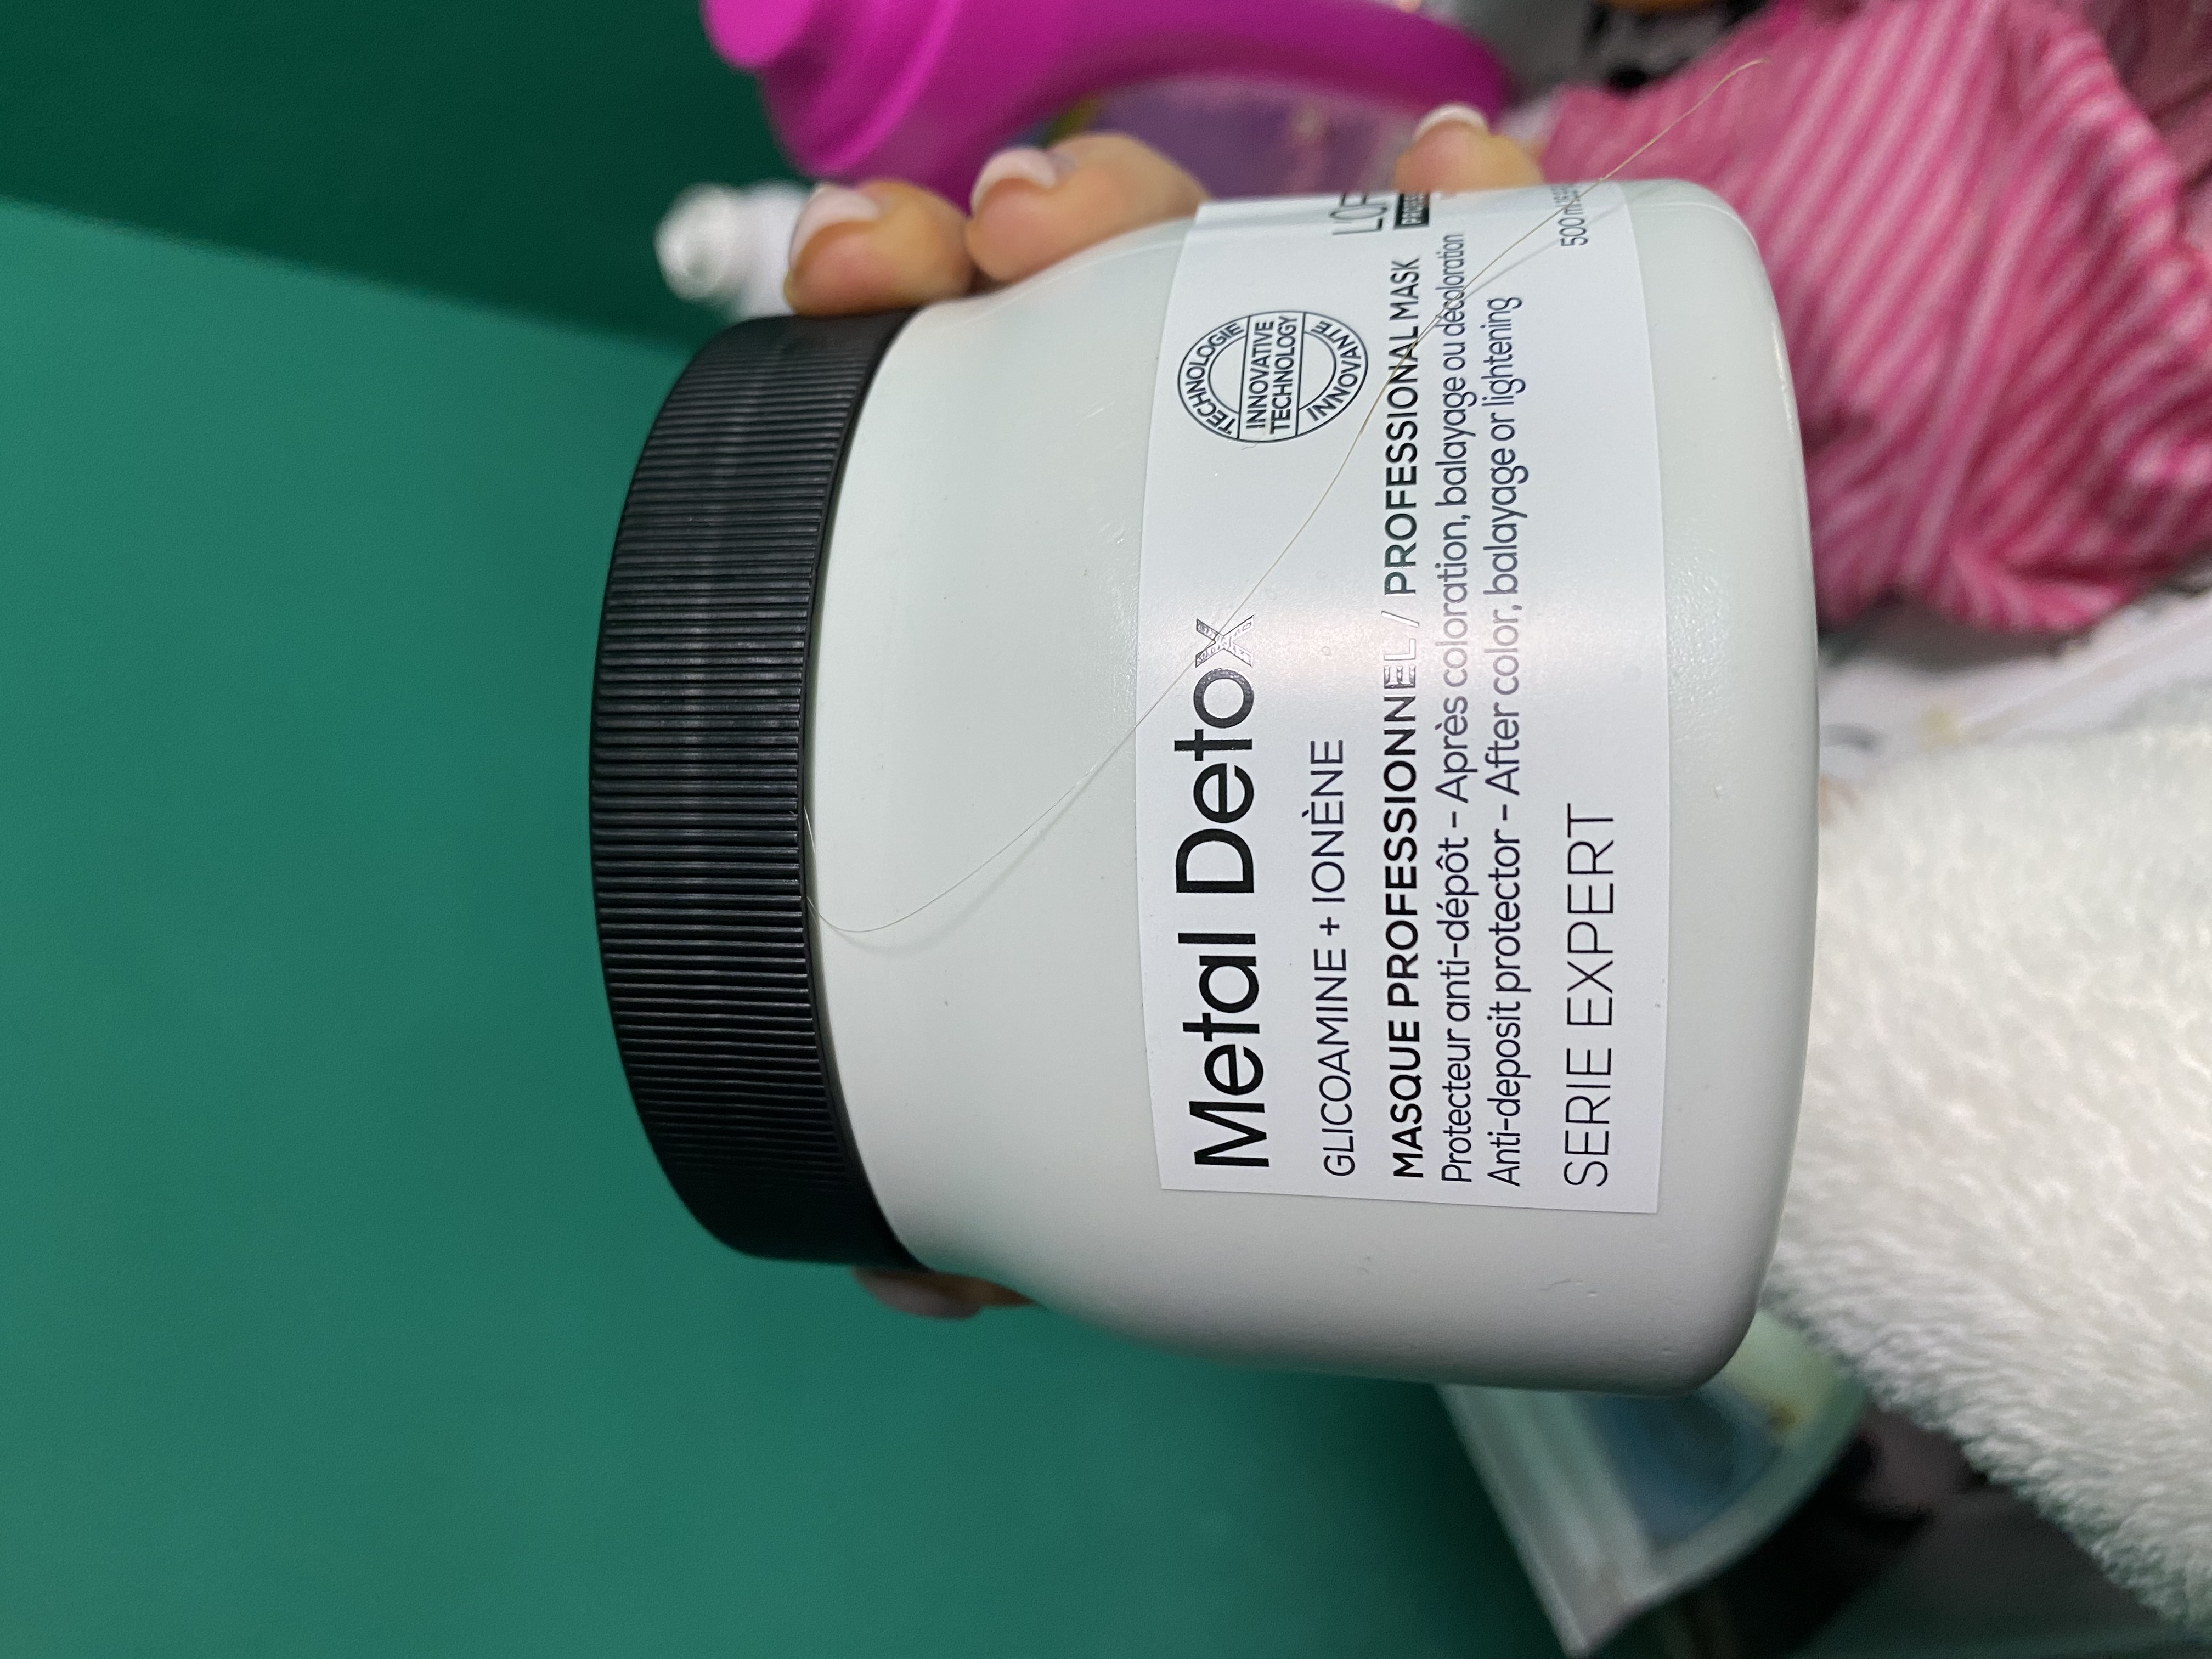 Metal Detox
TECHNOLOGIE
INNOVATIVE
TECHNOLOGY
INNOVANTE
GLICOAMINE + IONÈNE
MASQUE PROFESSIONNEL / PROFESSIONAL MASK
Protecteur anti-dépôt - Après coloration, balayage ou décoloration
Anti-deposit protector - After color, balayage or lightening
SERIE EXPERT
500 ml